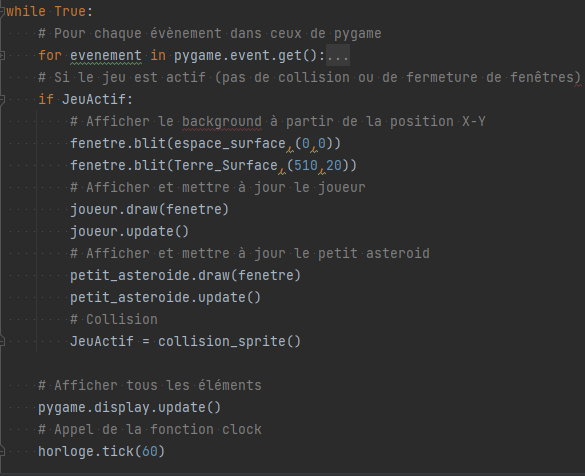 while True:
    # Pour chaque évènement dans ceux de pygame
    for evenement in pygame.event.get():...
    # Si le jeu est actif (pas de collision ou de fermeture de fenêtres)
    if JeuActif:
        # Afficher le background à partir de la position X-Y
        fenetre.blit(espace_surface,(0,0))
        fenetre.blit(Terre_Surface,(510,20))
        # Afficher et mettre à jour le joueur
        joueur.draw(fenetre)
        joueur.update()
        # Afficher et mettre à jour le petit asteroid
        petit_asteroide.draw(fenetre)
        petit_asteroide.update()
        # Collision
        JeuActif = collision_sprite()
    # Afficher tous les éléments
    pygame.display.update()
    # Appel de la fonction clock
    horloge.tick(60)